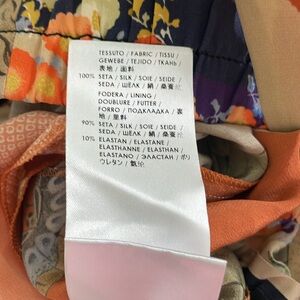 TESSUTO / FABRIC / TISSU /
GEWEBE / TEJIDO / TKAHЬ /
表地 / 面料
100% SETA / SILK / SOIE / SEIDE /
SEDA / ШЕЛК / 絹 / 桑蚕丝
FODERA / LINING /
DOUBLURE / FUTTER /
FORRO / ПОДКЛАДКА / 裏
地 / 里料
90% SETA / SILK / SOIE / SEIDE /
SEDA / ШЕЛК / 絹 / 桑蚕丝
10% ELASTAN / ELASTANE /
ELASTHANNE / ELASTHAN /
ELASTANO / ЭЛАСТАН / ポリ
ウレタン / 氨纶